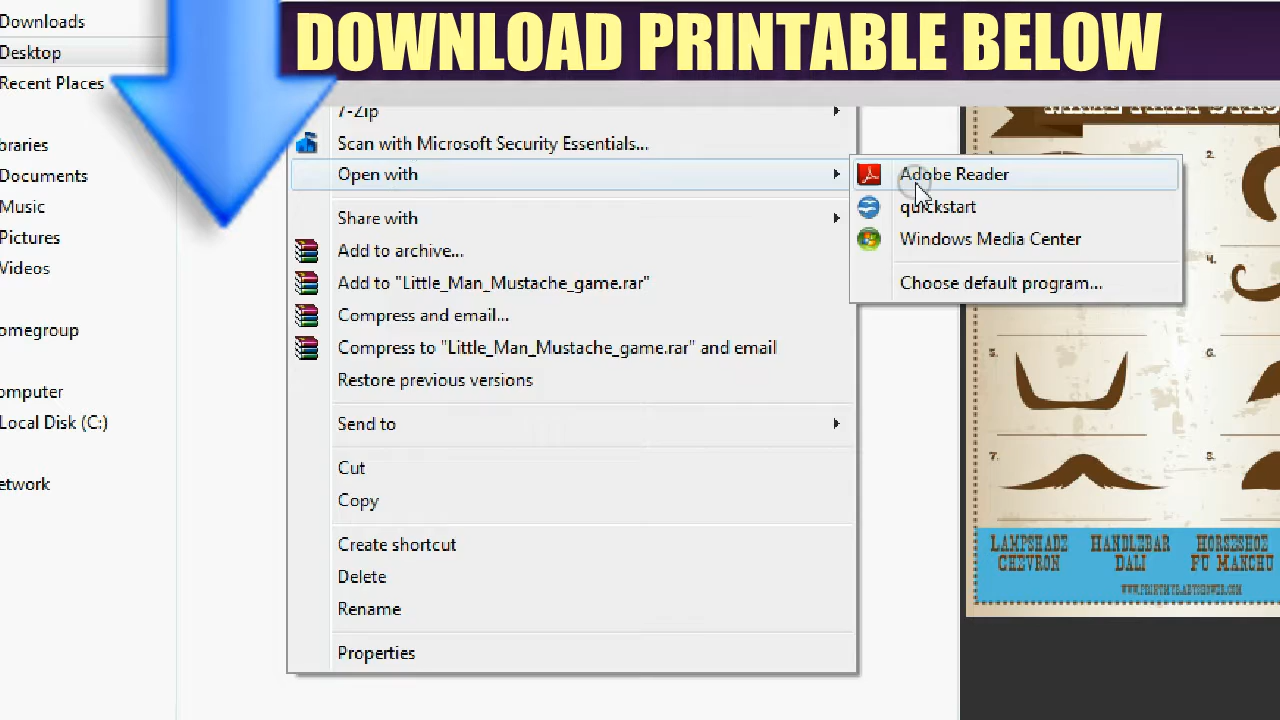 DOWNLOAD PRINTABLE BELOW
Downloads
Desktop
Recent Places
braries
Documents
Music
Pictures
Videos
omegroup
omputer
Local Disk (C:)
etwork
7-Zip
Scan with Microsoft Security Essentials...
Open with
Share with
Add to archive...
Add to "Little_Man_Mustache_game.rar"
Compress and email...
Compress to "Little_Man_Mustache_game.rar" and email
Restore previous versions
Send to
Cut
Copy
Create shortcut
Delete
Rename
Properties
Adobe Reader
quickstart
Windows Media Center
Choose default program...
2.
4.
5.
6.
7.
8.
LAMPSHADE HANDLEBAR HORSESHOE
CHEVRON DALI FU MANCHU
WWW.PRINTMYBABYSHOWER.COM